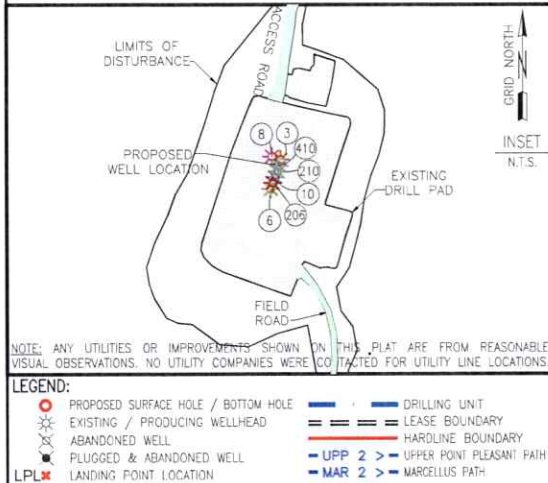 LIMITS OF
DISTURBANCE
ACCESS ROAD
GRID NORTH
N
INSET
N.T.S.
8
3
410
PROPOSED
WELL LOCATION
210
EXISTING
DRILL PAD
10
206
6
FIELD
ROAD
NOTE: ANY UTILITIES OR IMPROVEMENTS SHOWN ON THIS PLAT ARE FROM REASONABLE
VISUAL OBSERVATIONS. NO UTILITY COMPANIES WERE CONTACTED FOR UTILITY LINE LOCATIONS.
LEGEND:
PROPOSED SURFACE HOLE / BOTTOM HOLE
EXISTING / PRODUCING WELLHEAD
ABANDONED WELL
PLUGGED & ABANDONED WELL
LPL LANDING POINT LOCATION
DRILLING UNIT
LEASE BOUNDARY
HARDLINE BOUNDARY
UPP 2 > UPPER POINT PLEASANT PATH
MAR 2 > MARCELLUS PATH